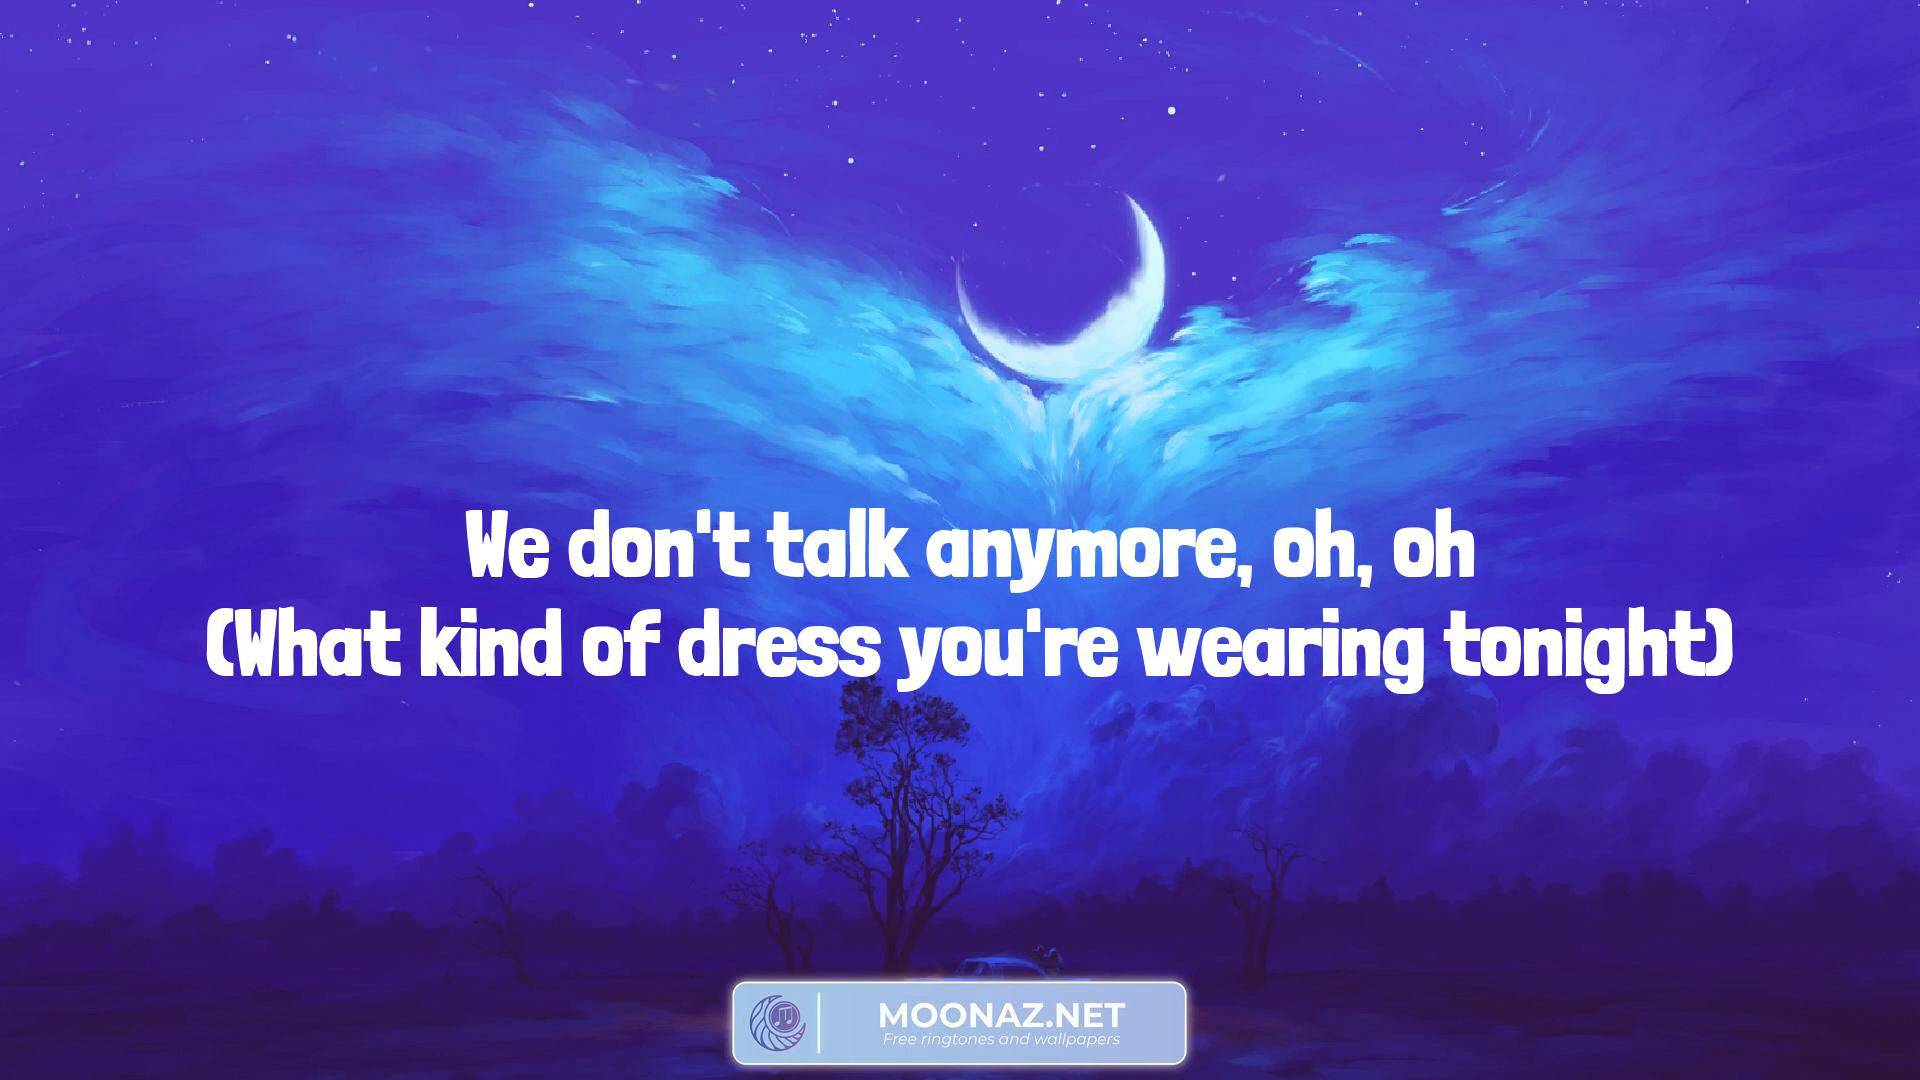 We don't talk anymore, oh, oh
(What kind of dress you're wearing tonight)
MOONAZ.NET
Free ringtones and wallpapers